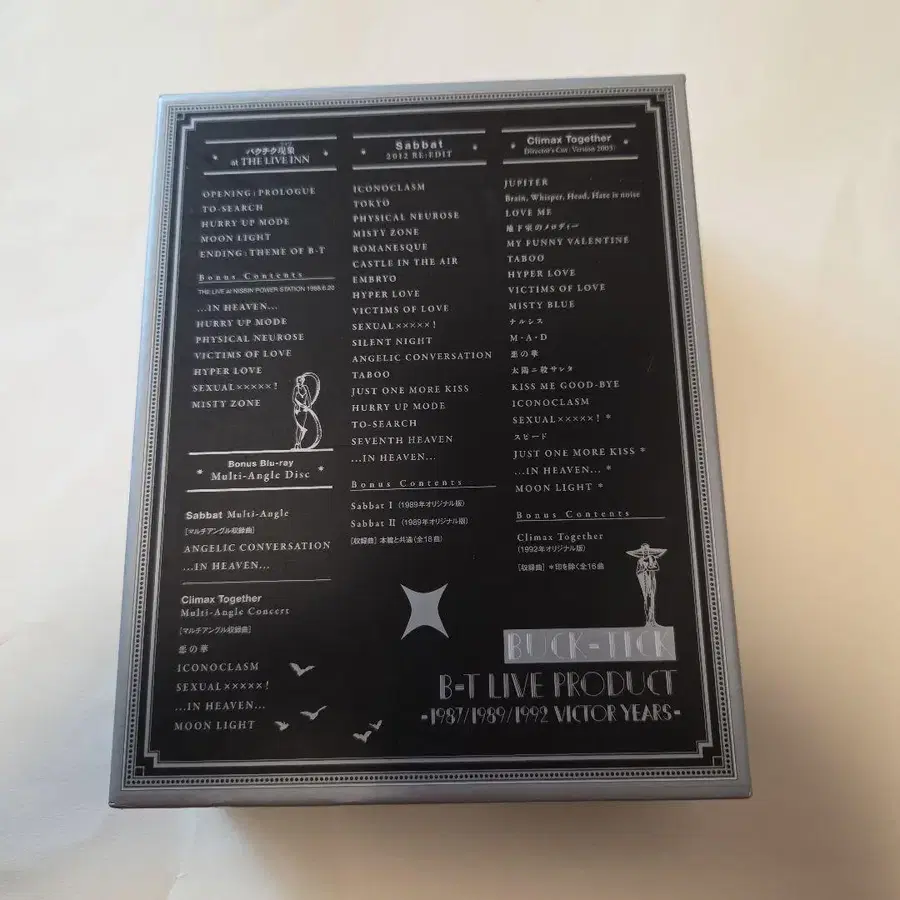 バクチク現象
ライヴ
at THE LIVE INN
OPENING : PROLOGUE
TO-SEARCH
HURRY UP MODE
MOON LIGHT
ENDING : THEME OF B-T
Bonus Contents
THE LIVE at NISSIN POWER STATION 1988.6.20
...IN HEAVEN...
HURRY UP MODE
PHYSICAL NEUROSE
VICTIMS OF LOVE
HYPER LOVE
SEXUAL×××××!
MISTY ZONE
Bonus Blu-ray
* Multi-Angle Disc *
Sabbat Multi-Angle
[マルチアングル収録曲]
ANGELIC CONVERSATION
...IN HEAVEN...
Climax Together
Multi-Angle Concert
[マルチアングル収録曲]
悪の華
ICONOCLASM
SEXUAL×××××!
...IN HEAVEN...
MOON LIGHT
Sabbat
2012 RE:EDIT
ICONOCLASM
TOKYO
PHYSICAL NEUROSE
MISTY ZONE
ROMANESQUE
CASTLE IN THE AIR
EMBRYO
HYPER LOVE
VICTIMS OF LOVE
SEXUAL×××××!
SILENT NIGHT
ANGELIC CONVERSATION
TABOO
JUST ONE MORE KISS
HURRY UP MODE
TO-SEARCH
SEVENTH HEAVEN
...IN HEAVEN...
Bonus Contents
Sabbat I (1989年オリジナル版)
Sabbat II (1989年オリジナル版)
[収録曲] 本篇と共通(全18曲)
Climax Together
Director's Cut Version 2003
JUPITER
Brain, Whisper, Head, Hate is noise
LOVE ME
地下室のメロディー
MY FUNNY VALENTINE
TABOO
HYPER LOVE
VICTIMS OF LOVE
MISTY BLUE
ナルシス
M・A・D
悪の華
太陽ニ殺サレタ
KISS ME GOOD-BYE
ICONOCLASM
SEXUAL×××××! *
スピード
JUST ONE MORE KISS *
...IN HEAVEN... *
MOON LIGHT *
Bonus Contents
Climax Together
(1992年オリジナル版)
[収録曲] *印を除く全16曲
BUCK=TICK
B=T LIVE PRODUCT
-1987/1989/1992 VICTOR YEARS-